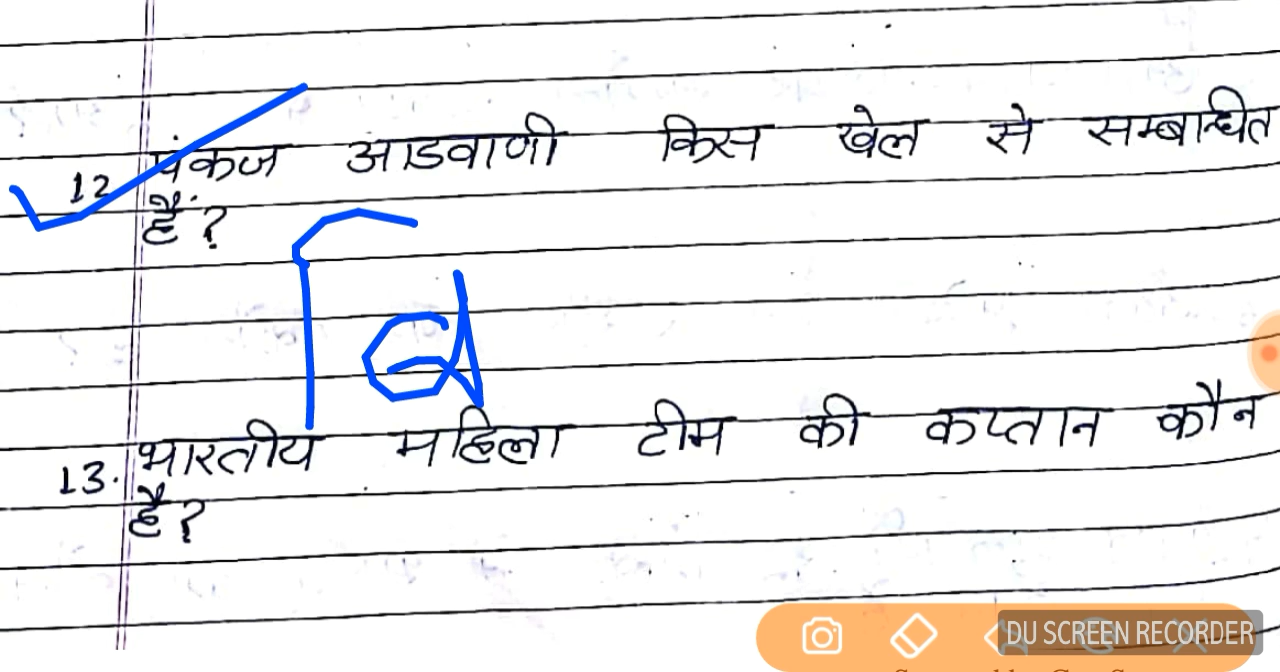 12 पंकज आडवाणी किस खेल से सम्बन्धित
हैं?
13. भारतीय महिला टीम की कप्तान कौन
है?
DU SCREEN RECORDER